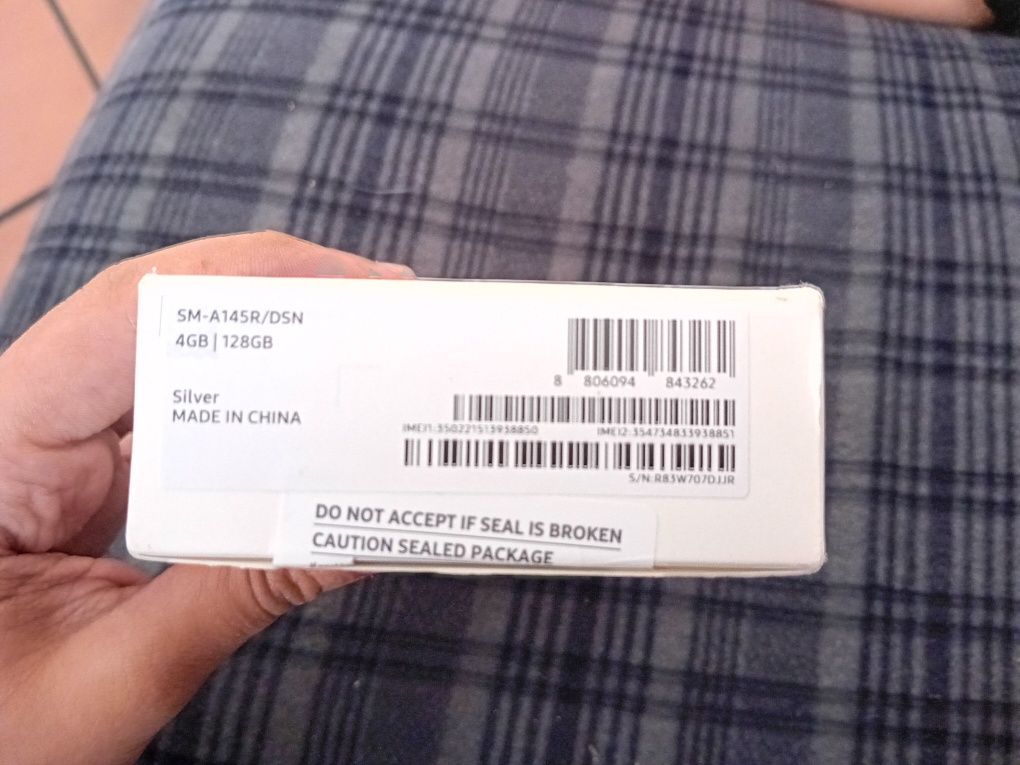 SM-A145R/DSN
4GB | 128GB
Silver
MADE IN CHINA
8 806094 843262
IMEI1:350221513938850 IMEI2:354734833938851
S/N:R83W707DJJR
DO NOT ACCEPT IF SEAL IS BROKEN
CAUTION SEALED PACKAGE